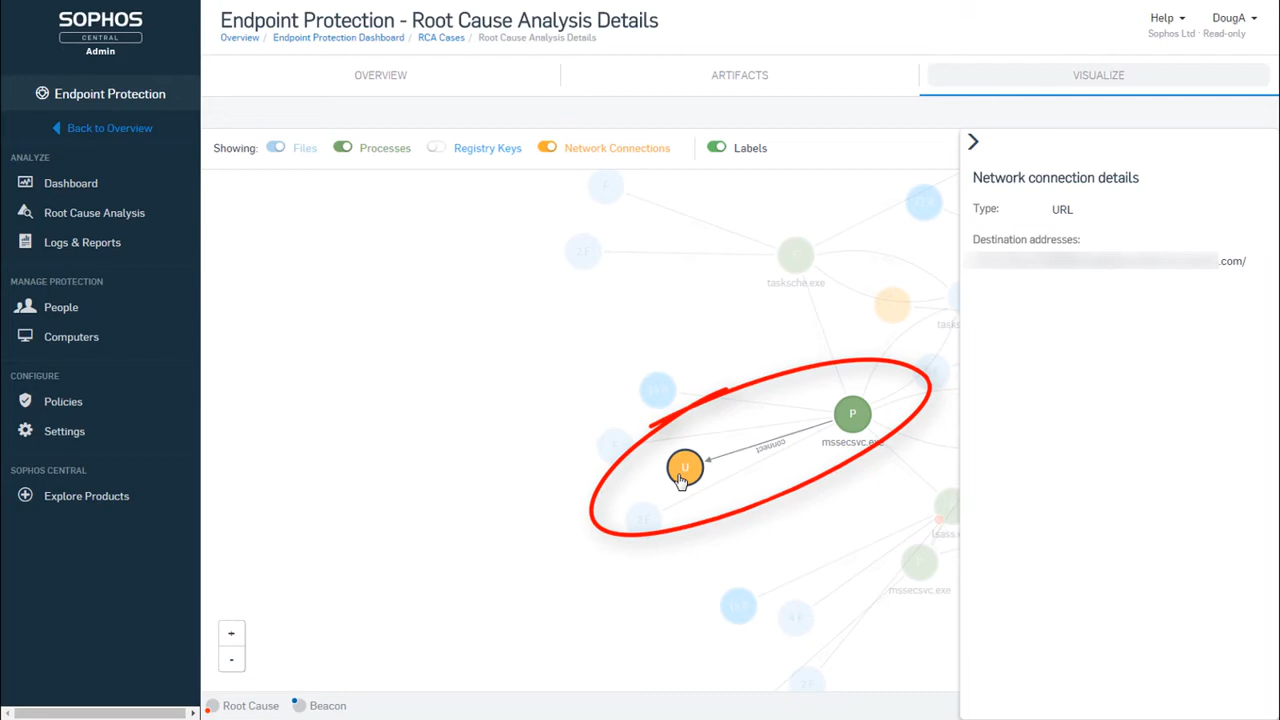 SOPHOS
CENTRAL
Admin
Endpoint Protection
Back to Overview
ANALYZE
Dashboard
Root Cause Analysis
Logs & Reports
MANAGE PROTECTION
People
Computers
CONFIGURE
Policies
Settings
SOPHOS CENTRAL
Explore Products
Endpoint Protection - Root Cause Analysis Details
Overview / Endpoint Protection Dashboard / RCA Cases / Root Cause Analysis Details
Help DougA
Sophos Ltd · Read-only
OVERVIEW ARTIFACTS VISUALIZE
Showing: Files Processes Registry Keys Network Connections Labels
F
2 F
tasksche.exe
P
mssecsvc.exe
connect
U
F
lsass.
mssecsvc.exe
2 F
+
-
Root Cause Beacon
Network connection details
Type: URL
Destination addresses:
.com/